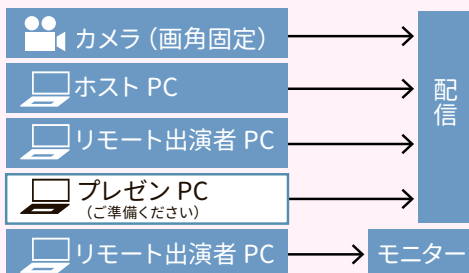 カメラ（画角固定）
ホスト PC
リモート出演者 PC
プレゼン PC
（ご準備ください）
リモート出演者 PC
配信
モニター